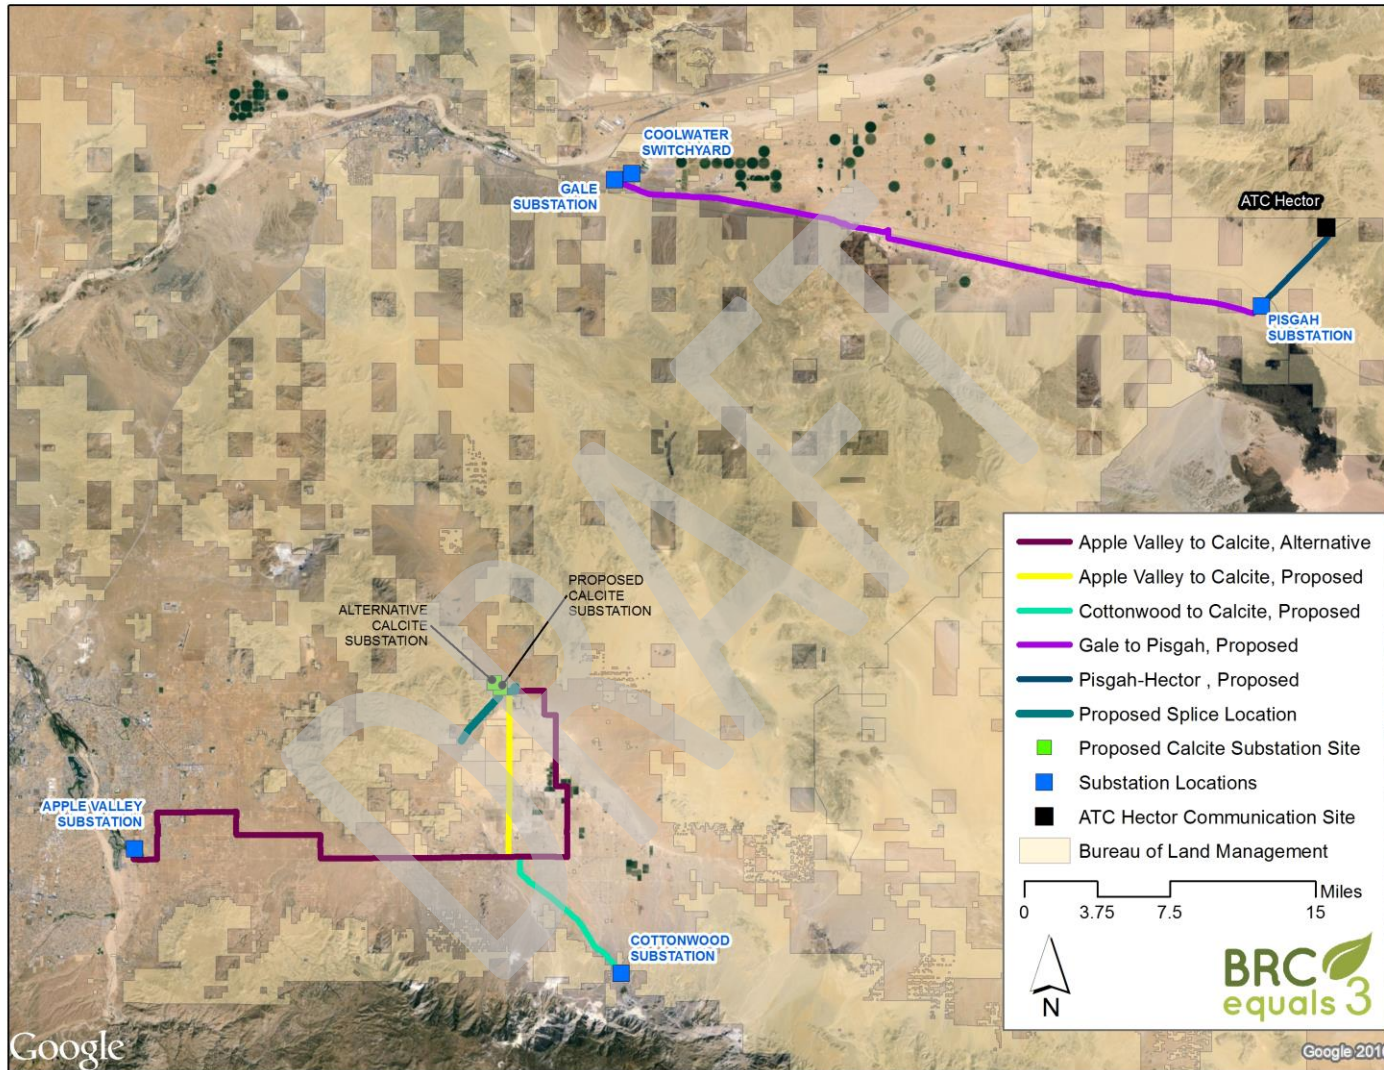 COOLWATER
SWITCHYARD
GALE
SUBSTATION
ATC Hector
PISGAH
SUBSTATION
PROPOSED
CALCITE
SUBSTATION
ALTERNATIVE
CALCITE
SUBSTATION
APPLE VALLEY
SUBSTATION
COTTONWOOD
SUBSTATION
DRAFT
Apple Valley to Calcite, Alternative
Apple Valley to Calcite, Proposed
Cottonwood to Calcite, Proposed
Gale to Pisgah, Proposed
Pisgah-Hector , Proposed
Proposed Splice Location
Proposed Calcite Substation Site
Substation Locations
ATC Hector Communication Site
Bureau of Land Management
Miles
0 3.75 7.5 15
N
BRC
equals 3
Google
Google 2016